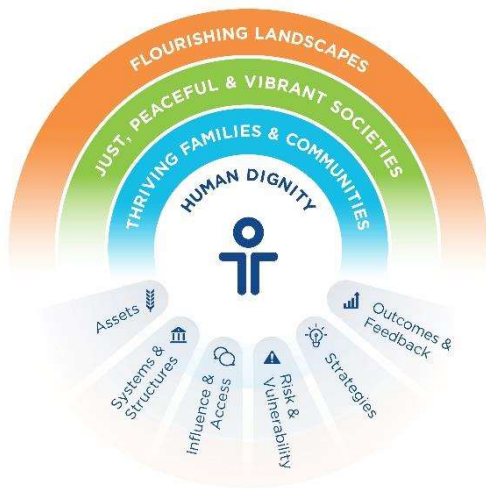 FLOURISHING LANDSCAPES
JUST, PEACEFUL & VIBRANT SOCIETIES
THRIVING FAMILIES & COMMUNITIES
HUMAN DIGNITY
Assets
Systems &
Structures
Influence &
Access
Risk &
Vulnerability
Strategies
Outcomes &
Feedback